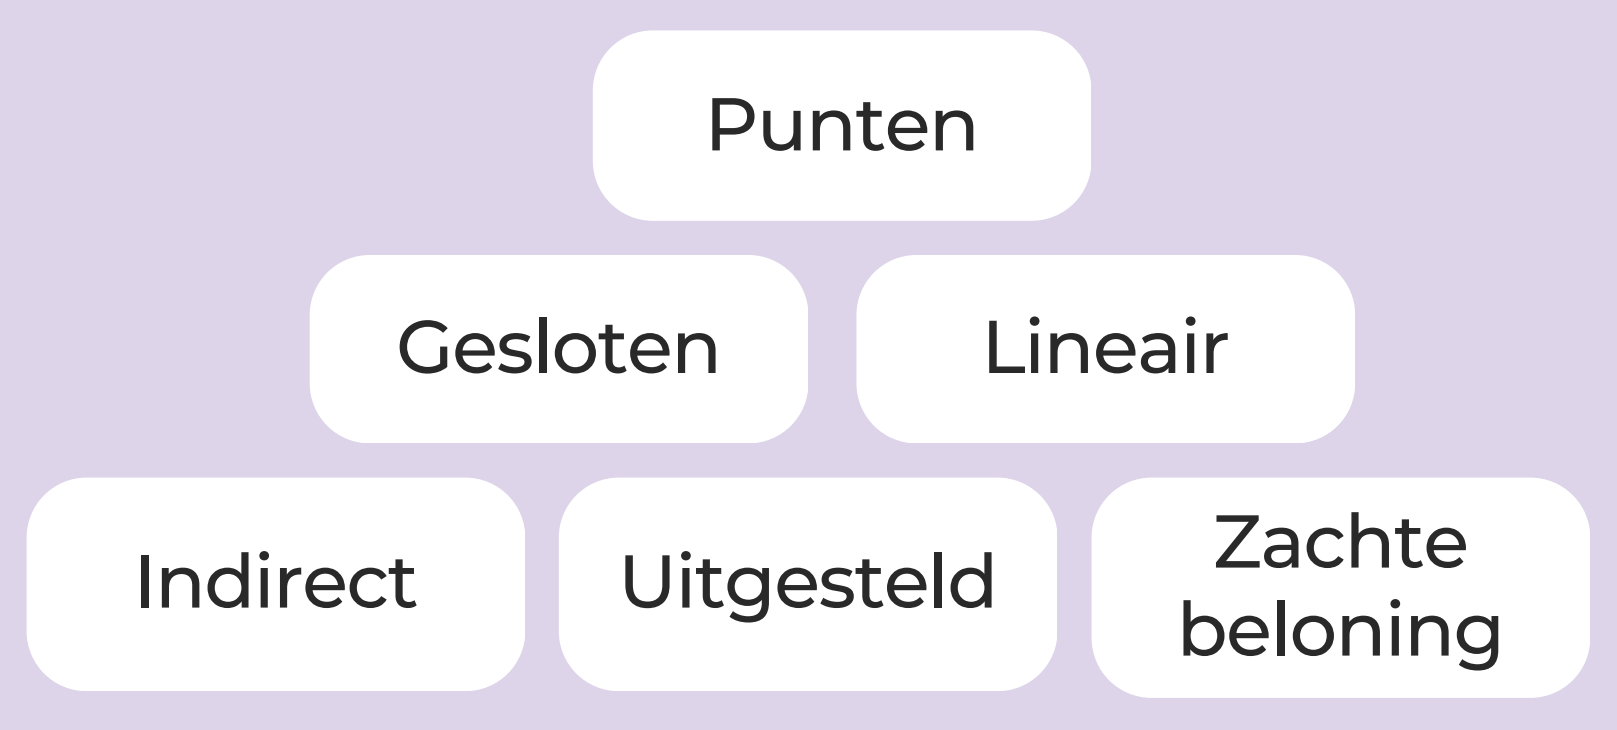 Punten
Gesloten
Lineair
Indirect
Uitgesteld
Zachte
beloning